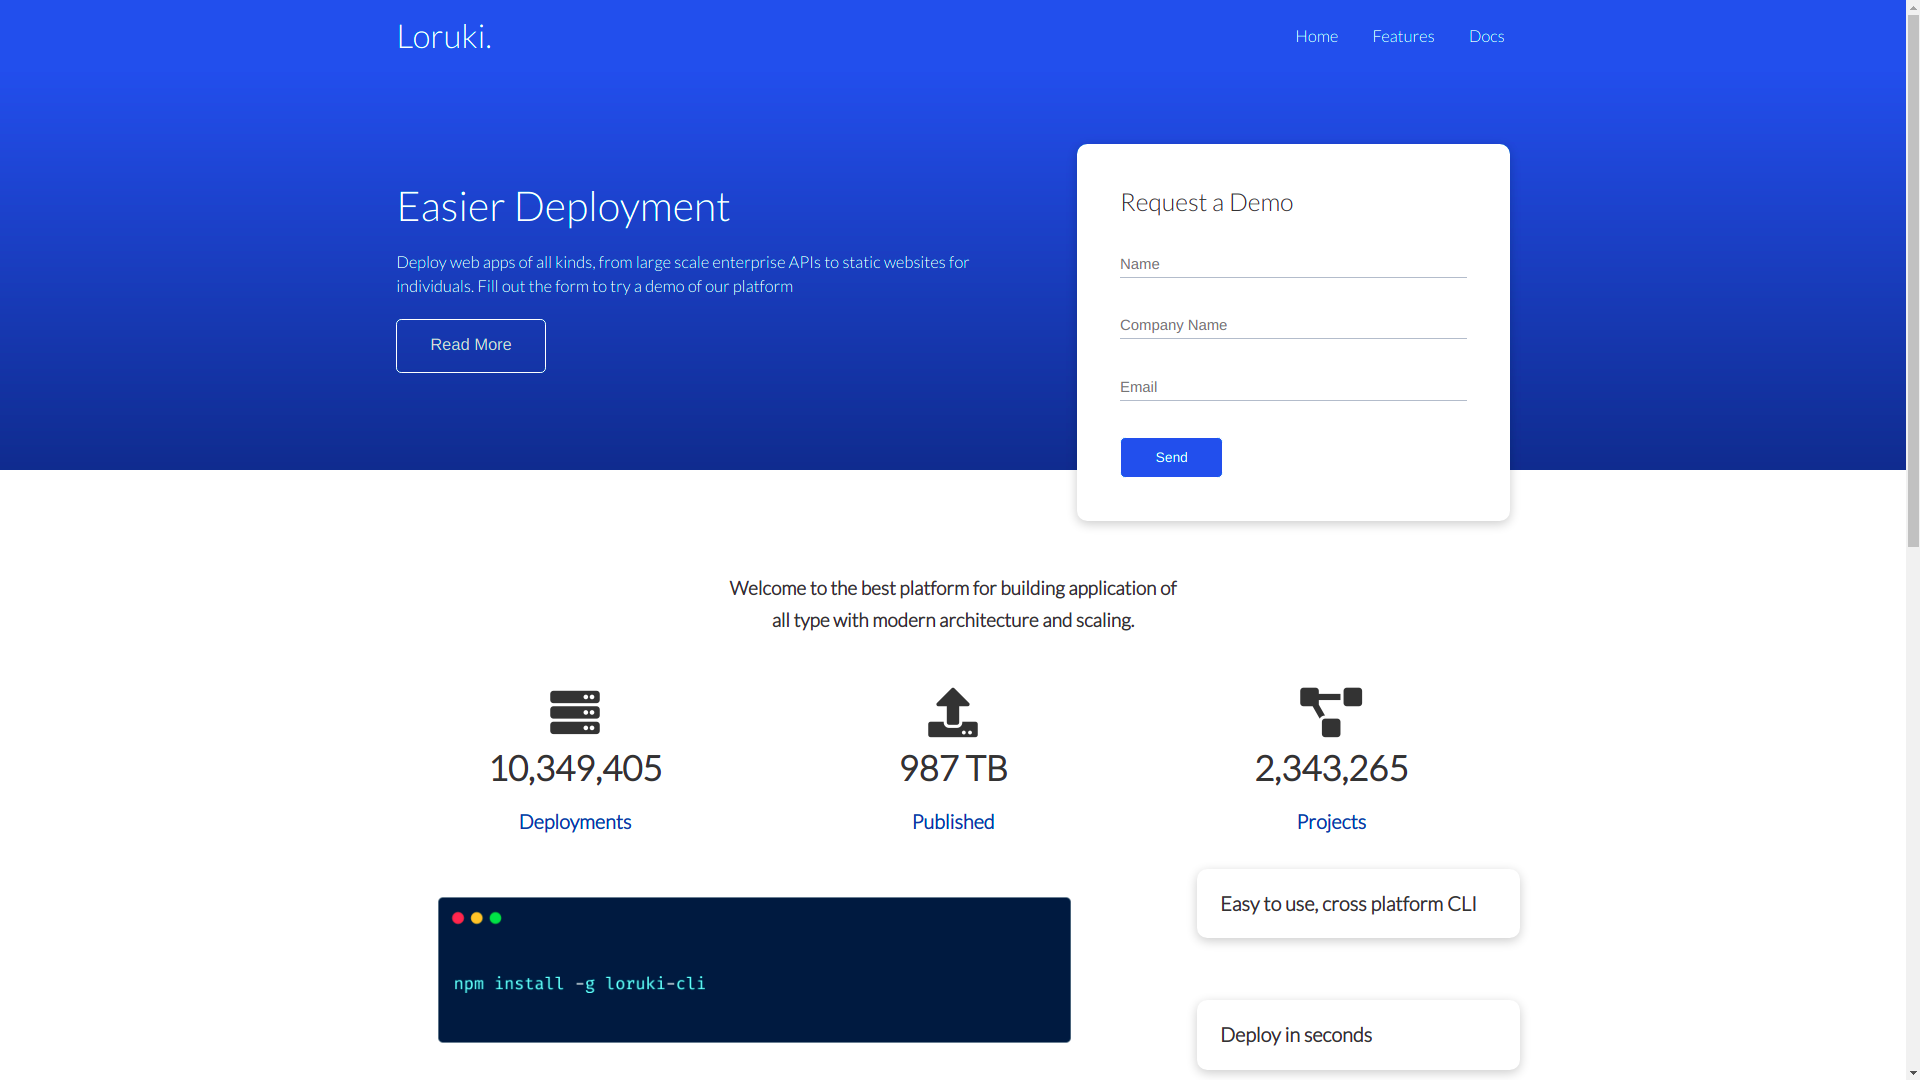 Loruki.
Home
Features
Docs
Easier Deployment
Deploy web apps of all kinds, from large scale enterprise APIs to static websites for
individuals. Fill out the form to try a demo of our platform
Read More
Request a Demo
Name
Company Name
Email
Send
Welcome to the best platform for building application of
all type with modern architecture and scaling.
10,349,405
Deployments
987 TB
Published
2,343,265
Projects
npm install -g loruki-cli
Easy to use, cross platform CLI
Deploy in seconds